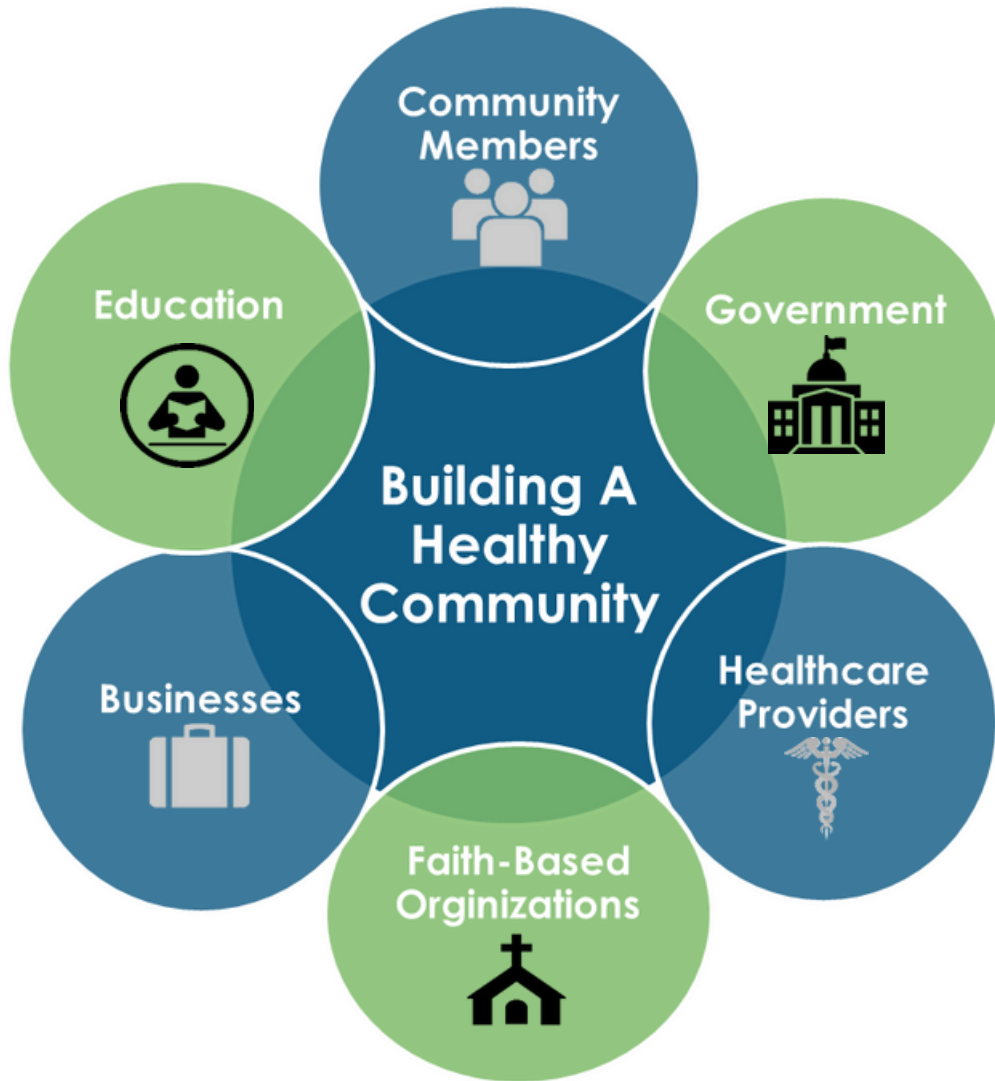 Community
Members
Education
Government
Building A
Healthy
Community
Businesses
Healthcare
Providers
Faith-Based
Orginizations